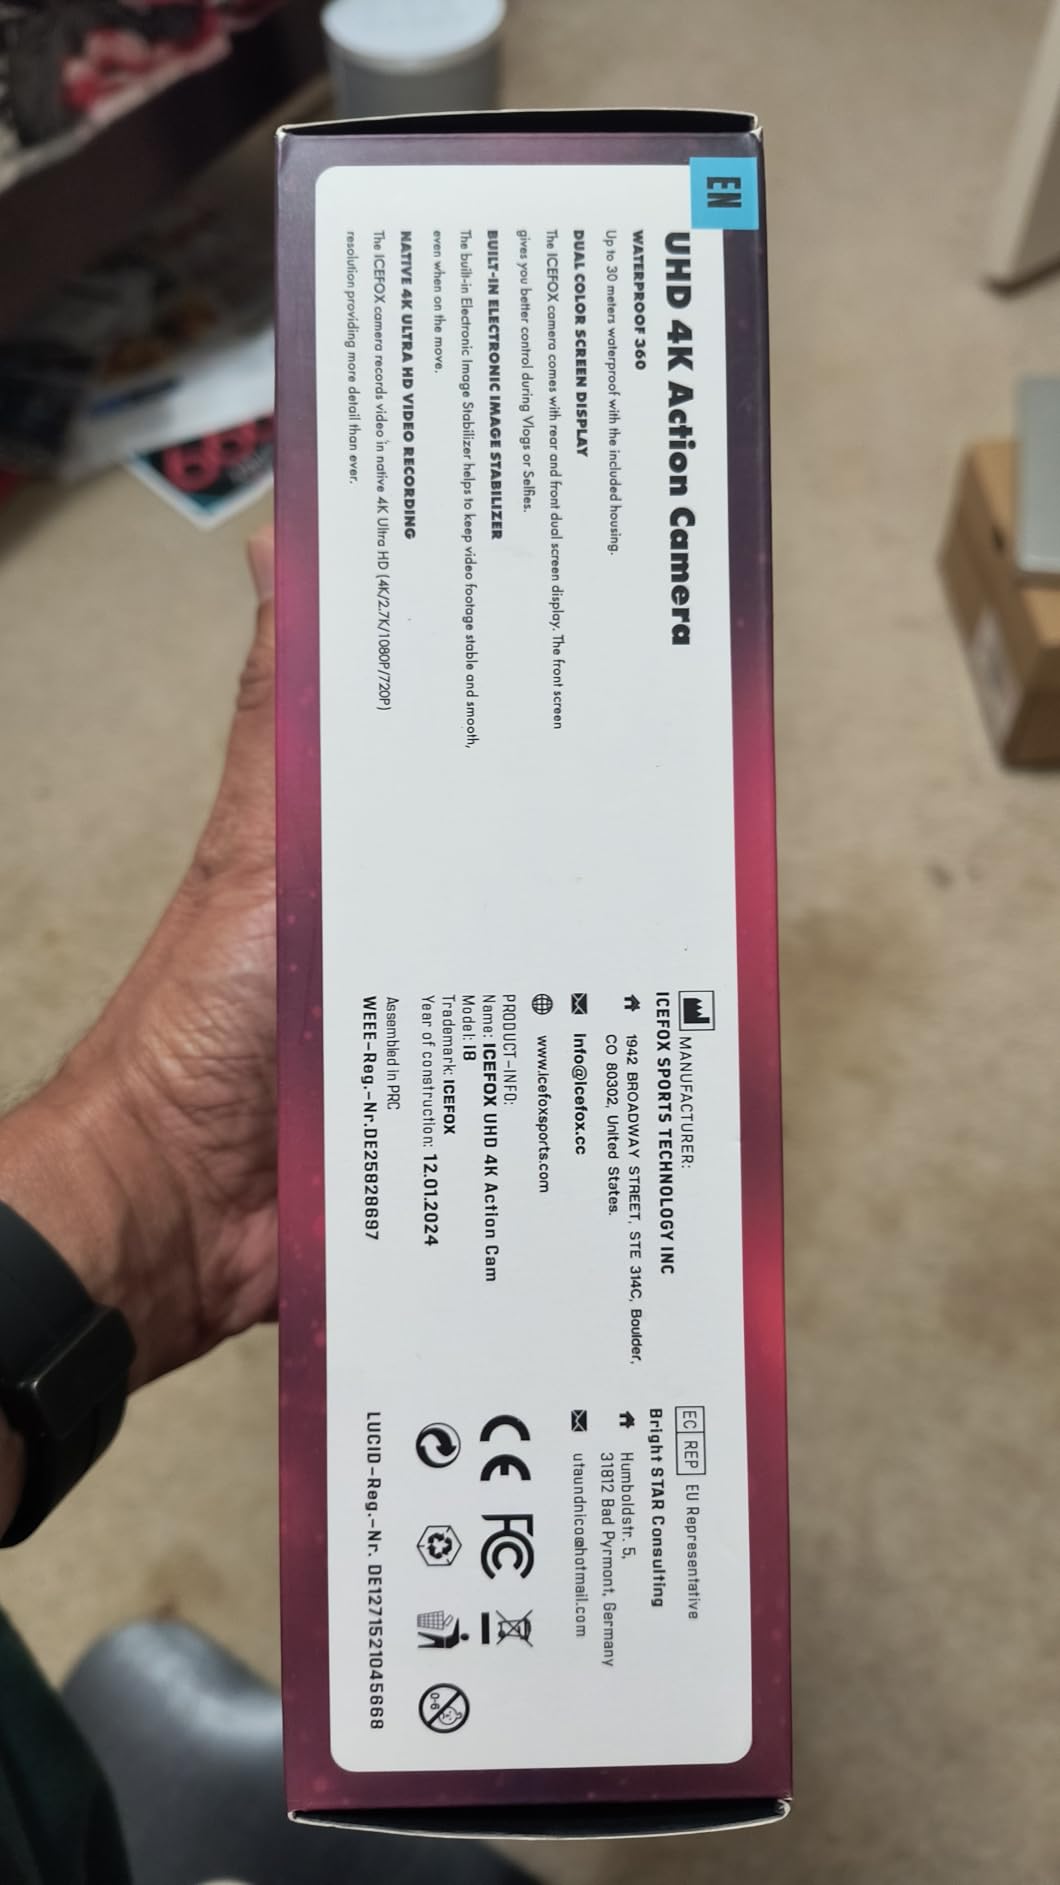 EN
UHD 4K Action Camera
WATERPROOF 360
Up to 30 meters waterproof with the included housing.
DUAL COLOR SCREEN DISPLAY
The ICEFOX camera comes with rear and front dual screen display. The front screen
gives you better control during Vlogs or Selfies.
BUILT-IN ELECTRONIC IMAGE STABILIZER
The built-in Electronic Image Stabilizer helps to keep video footage stable and smooth,
even when on the move.
NATIVE 4K ULTRA HD VIDEO RECORDING
The ICEFOX camera records video in native 4K Ultra HD (4K/2.7K/1080P/720P)
resolution providing more detail than ever.
MANUFACTURER:
ICEFOX SPORTS TECHNOLOGY INC
1942 BROADWAY STREET, STE 314C, Boulder,
CO 80302, United States.
Info@Icefox.cc
www.icefoxsports.com
PRODUCT-INFO:
Name: ICEFOX UHD 4K Action Cam
Model: i8
Trademark: ICEFOX
Year of construction: 12.01.2024
Assembled in PRC
WEEE-Reg.-Nr.DE25828697
EC REP EU Representative
Bright STAR Consulting
Humboldtstr. 5,
31812 Bad Pyrmont, Germany
utaundnico@hotmail.com
CE FC
0-6
LUCID-Reg.-Nr. DE1271521045668